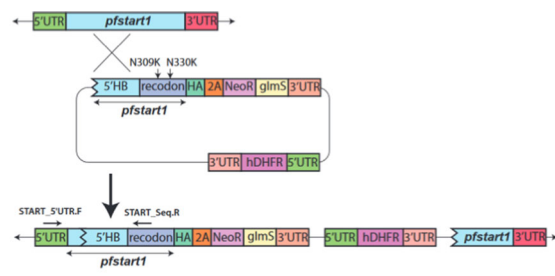 5'UTR pfstart1 3'UTR
N309K N330K
5'HB recodon HA 2A NeoR glmS 3'UTR
pfstart1
3'UTR hDHFR 5'UTR
START_5'UTR.F START_Seq.R
5'UTR 5'HB recodon HA 2A NeoR glmS 3'UTR 5'UTR hDHFR 3'UTR pfstart1 3'UTR
pfstart1